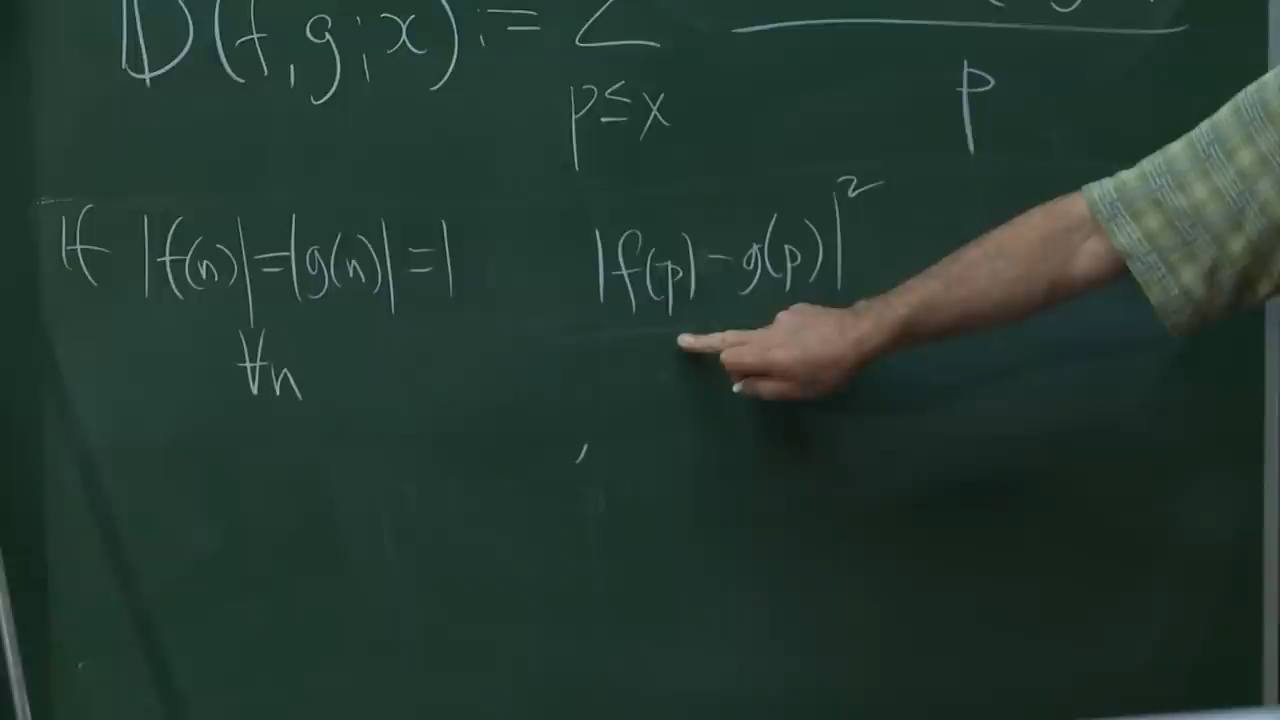 𝔻(f,g;x) := Σ
p≤x p
If |f(n)|=|g(n)|=1 |f(p)-g(p)|²
∀n